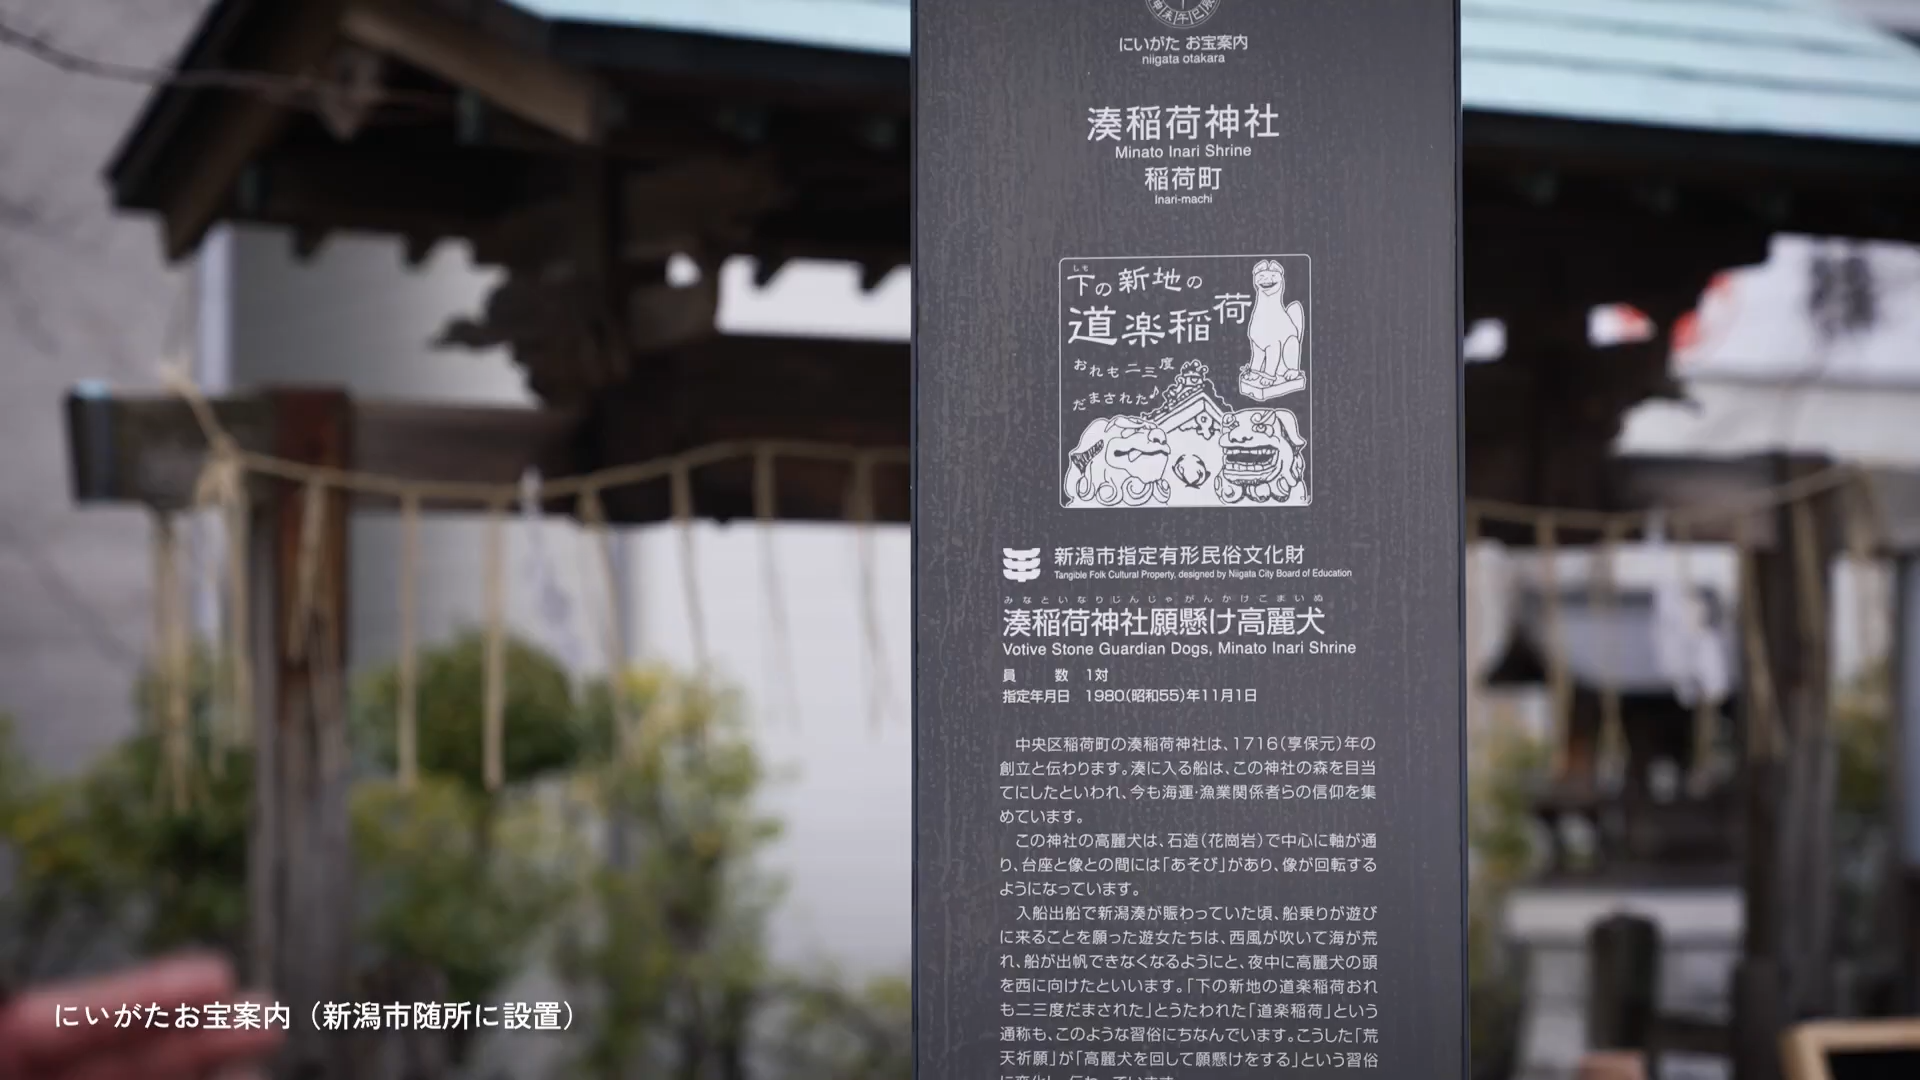 にいがた お宝案内
niigata otakara
湊稲荷神社
Minato Inari Shrine
稲荷町
Inari-machi
しも
下の新地の
道楽稲荷
おれも二三度
だまされた♪
新潟市指定有形民俗文化財
Tangible Folk Cultural Property, designed by Niigata City Board of Education
みなといなりじんじゃがんかけこまいぬ
湊稲荷神社願懸け高麗犬
Votive Stone Guardian Dogs, Minato Inari Shrine
員　数　1対
指定年月日　1980(昭和55)年11月1日
中央区稲荷町の湊稲荷神社は、1716(享保元)年の
創立と伝わります。湊に入る船は、この神社の森を目当
てにしたといわれ、今も海運・漁業関係者らの信仰を集
めています。
この神社の高麗犬は、石造(花崗岩)で中心に軸が通
り、台座と像との間には「あそび」があり、像が回転する
ようになっています。
入船出船で新潟湊が賑わっていた頃、船乗りが遊び
に来ることを願った遊女たちは、西風が吹いて海が荒
れ、船が出帆できなくなるようにと、夜中に高麗犬の頭
を西に向けたといいます。「下の新地の道楽稲荷おれ
も二三度だまされた」とうたわれた「道楽稲荷」という
通称も、このような習俗にちなんでいます。こうした「荒
天祈願」が「高麗犬を回して願懸けをする」という習俗
にいがたお宝案内（新潟市随所に設置）